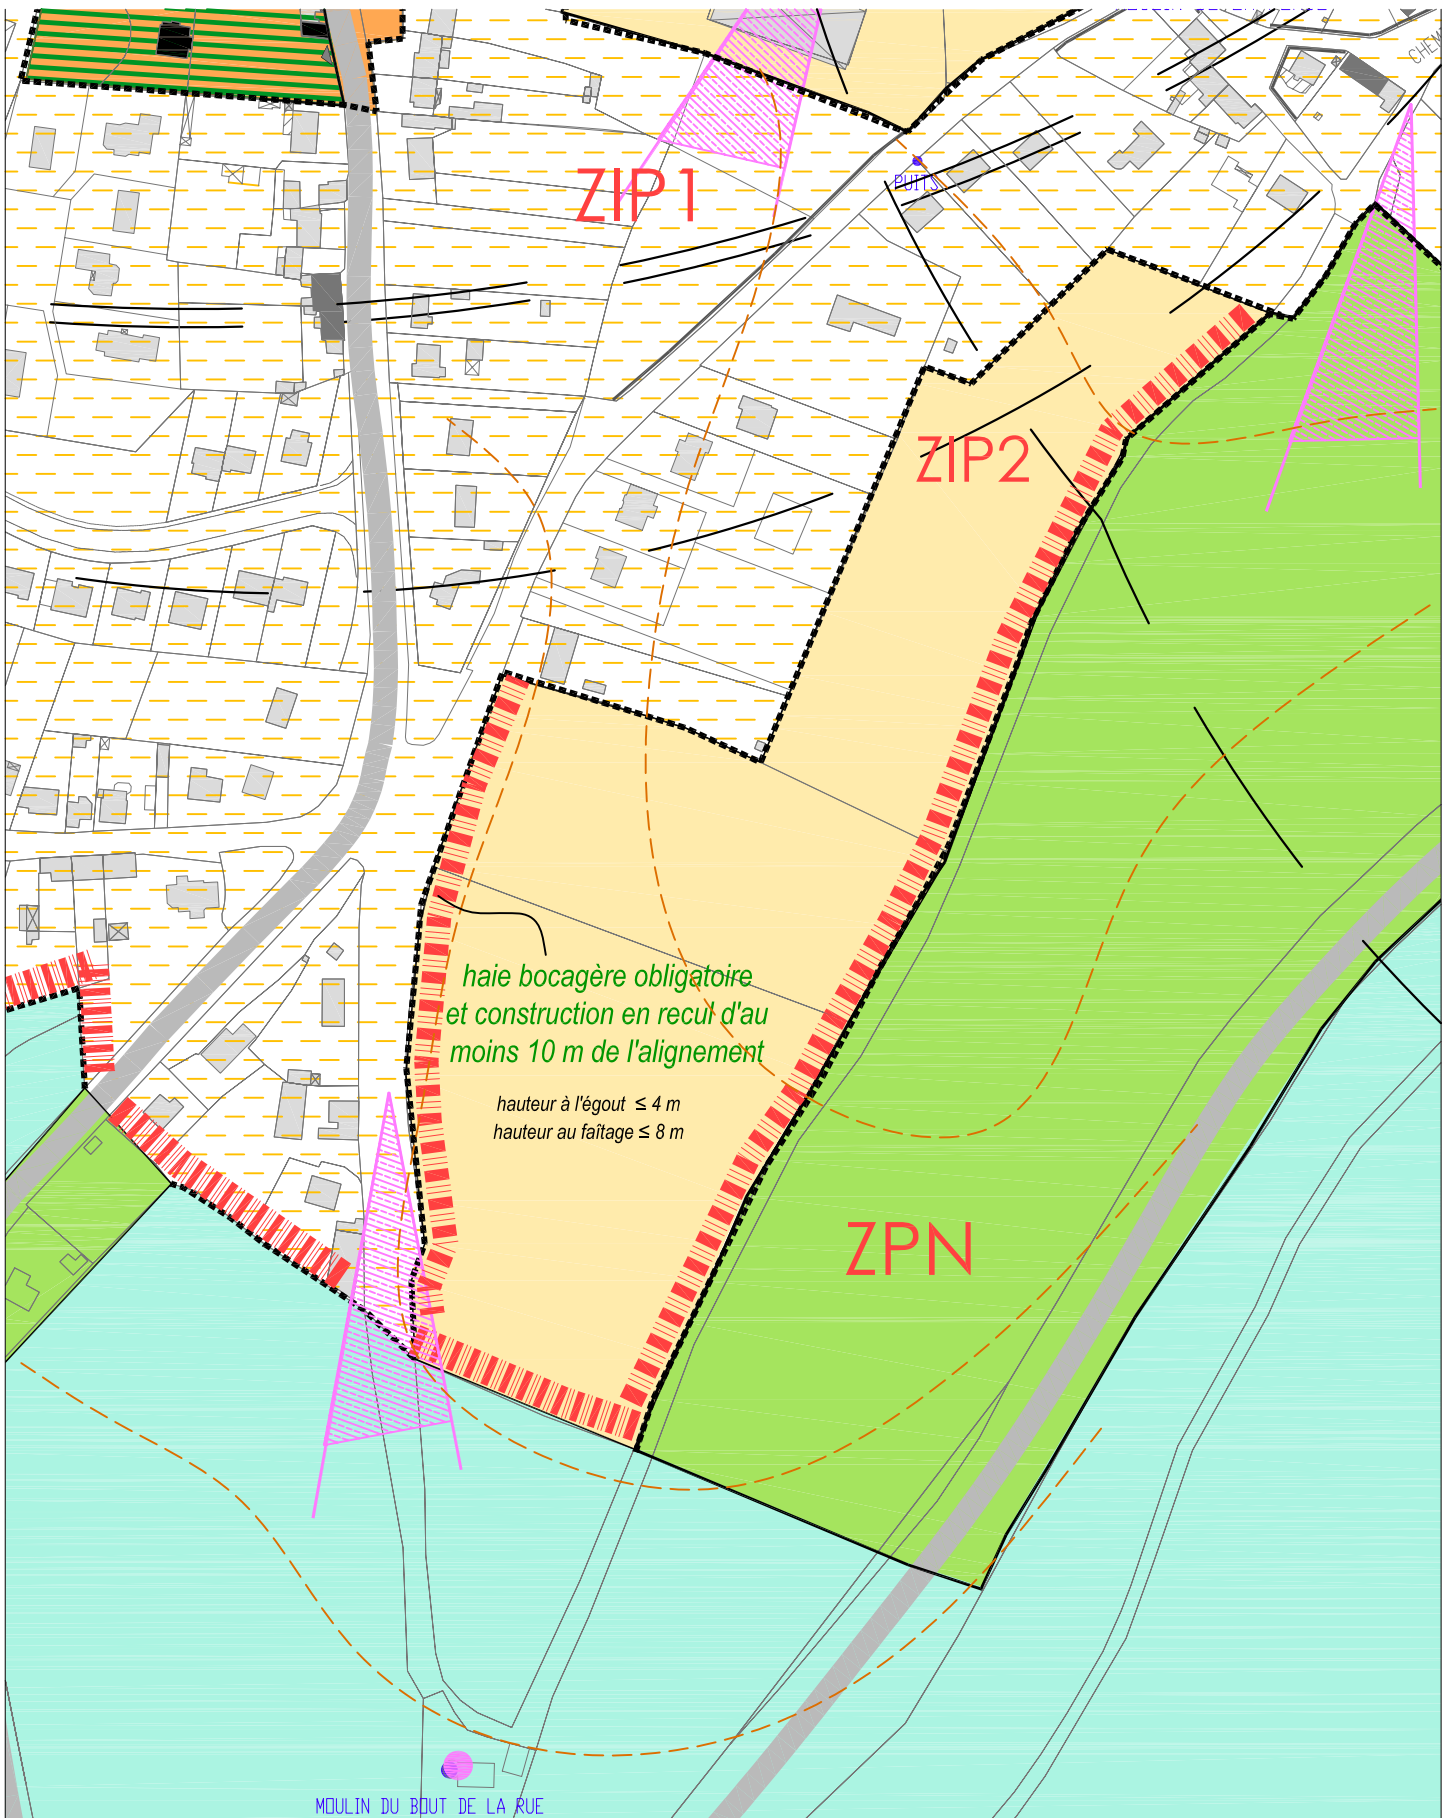 CHEM
PUITS
ZIP1
ZIP2
haie bocagère obligatoire
et construction en recul d'au
moins 10 m de l'alignement
hauteur à l'égout ≤ 4 m
hauteur au faîtage ≤ 8 m
ZPN
MOULIN DU BOUT DE LA RUE